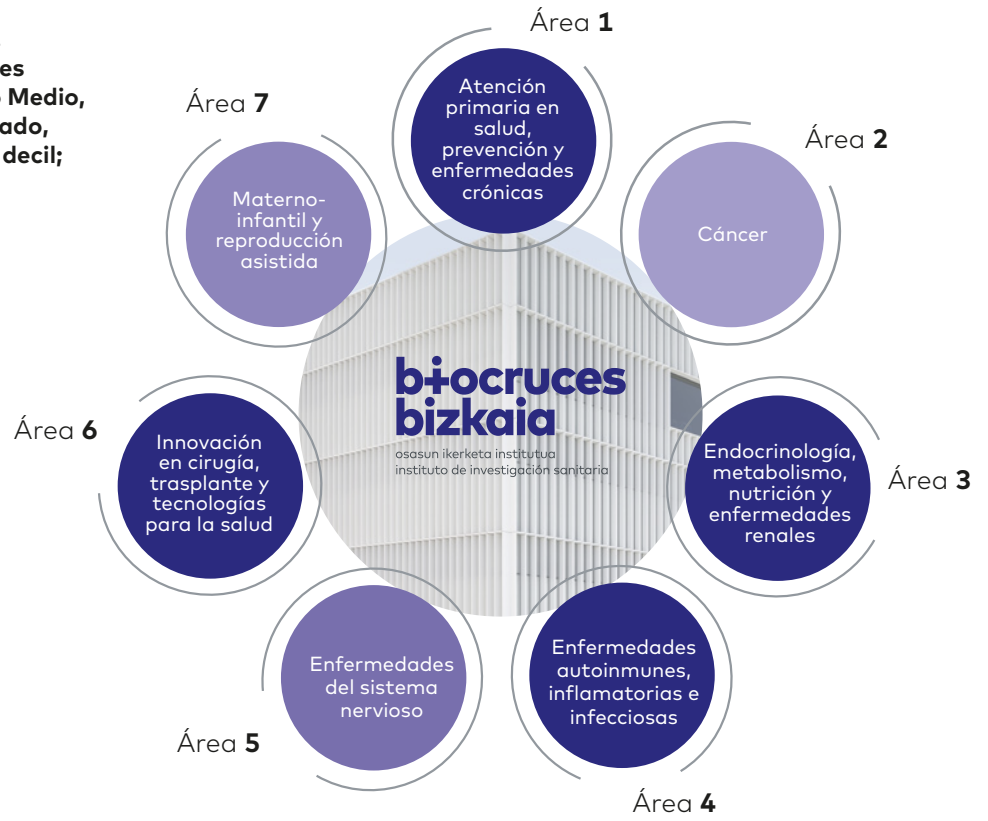 es
Medio,
ado,
decil;
Área 1
Atención
primaria en
salud,
prevención y
enfermedades
crónicas
Área 2
Cáncer
Área 3
Endocrinología,
metabolismo,
nutrición y
enfermedades
renales
Área 4
Enfermedades
autoinmunes,
inflamatorias e
infecciosas
Área 5
Enfermedades
del sistema
nervioso
Área 6
Innovación
en cirugía,
trasplante y
tecnologías
para la salud
Área 7
Materno-
infantil y
reproducción
asistida
biocruces
bizkaia
osasun ikerketa institutua
instituto de investigación sanitaria